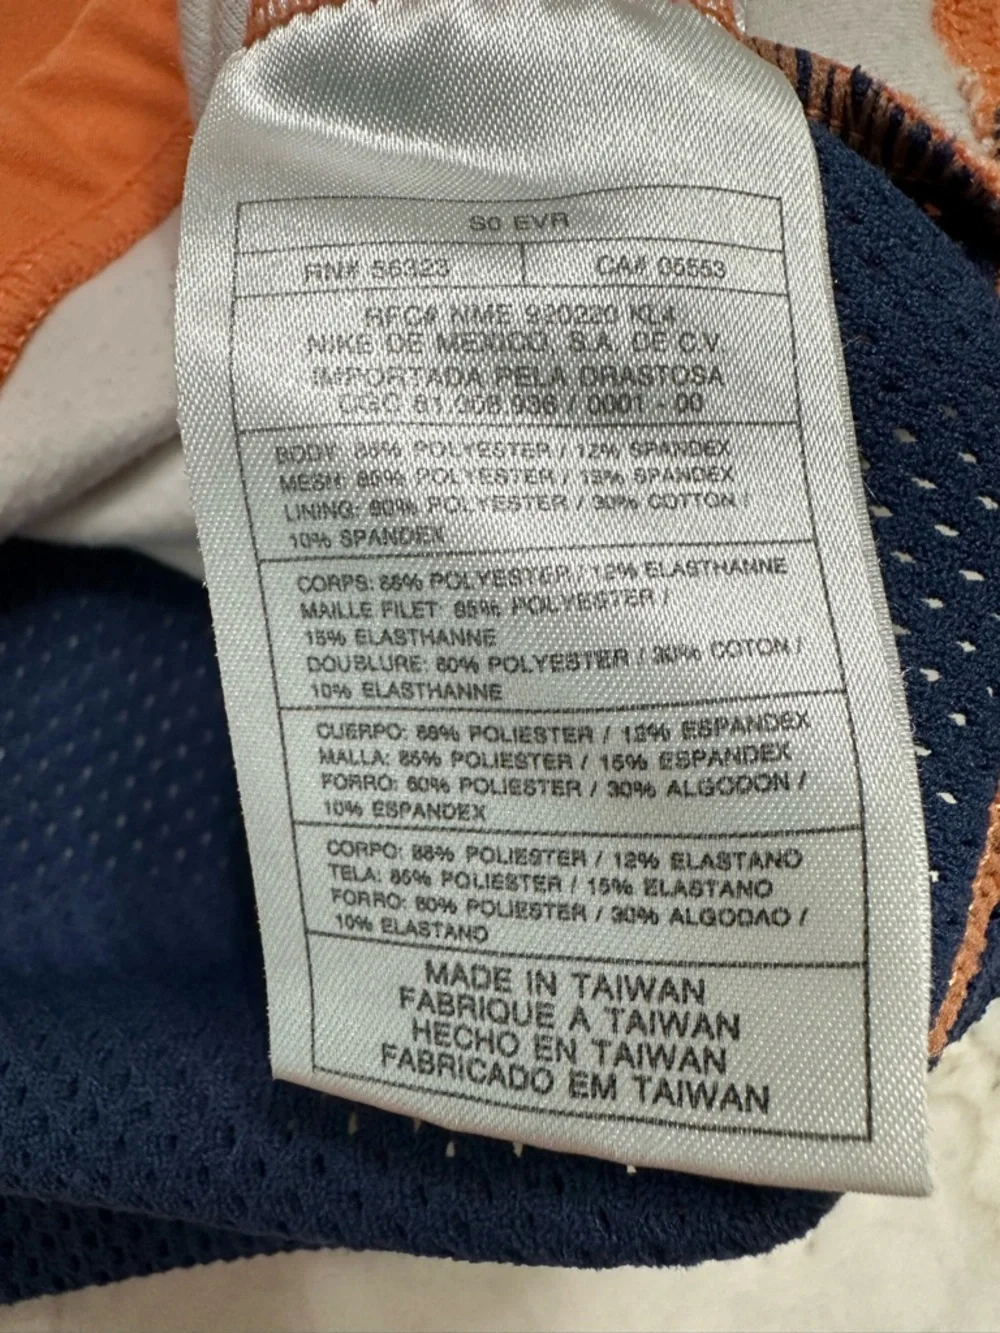 S0 EVR
RN# 56323 CA# 05553
RFC# NME 920220 KL4
NIKE DE MEXICO, S.A. DE C.V
IMPORTADA PELA DRASTOSA
CGC 61.306.936 / 0001 - 00
BODY: 88% POLYESTER / 12% SPANDEX
MESH: 85% POLYESTER / 15% SPANDEX
LINING: 60% POLYESTER / 30% COTTON /
10% SPANDEX
CORPS: 88% POLYESTER / 12% ELASTHANNE
MAILLE FILET: 85% POLYESTER /
15% ELASTHANNE
DOUBLURE: 60% POLYESTER / 30% COTON /
10% ELASTHANNE
CUERPO: 88% POLIESTER / 12% ESPANDEX
MALLA: 85% POLIESTER / 15% ESPANDEX
FORRO: 60% POLIESTER / 30% ALGODON /
10% ESPANDEX
CORPO: 88% POLIESTER / 12% ELASTANO
TELA: 85% POLIESTER / 15% ELASTANO
FORRO: 60% POLIESTER / 30% ALGODAO /
10% ELASTANO
MADE IN TAIWAN
FABRIQUE A TAIWAN
HECHO EN TAIWAN
FABRICADO EM TAIWAN